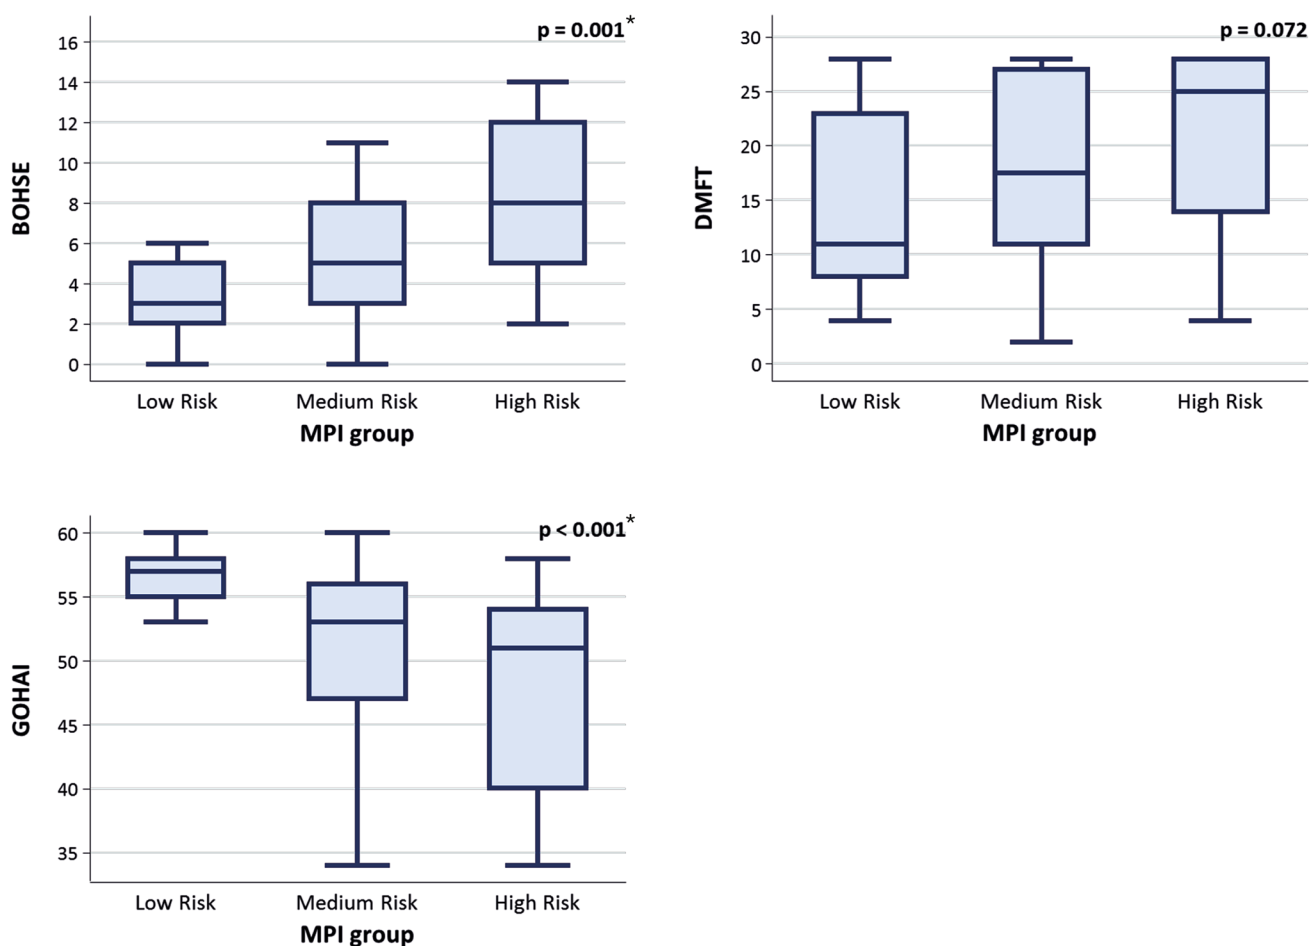 p = 0.001*
16
14
12
10
8
6
4
2
0
BOHSE
Low Risk Medium Risk High Risk
MPI group
p = 0.072
30
25
20
15
10
5
0
DMFT
Low Risk Medium Risk High Risk
MPI group
p < 0.001*
60
55
50
45
40
35
GOHAI
Low Risk Medium Risk High Risk
MPI group